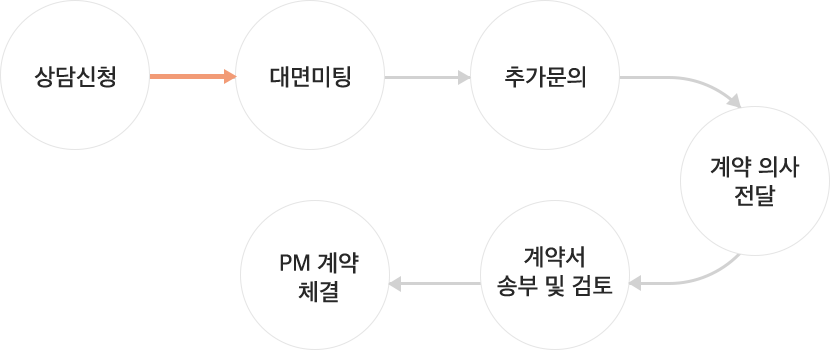 상담신청
대면미팅
추가문의
계약 의사
전달
계약서
송부 및 검토
PM 계약
체결